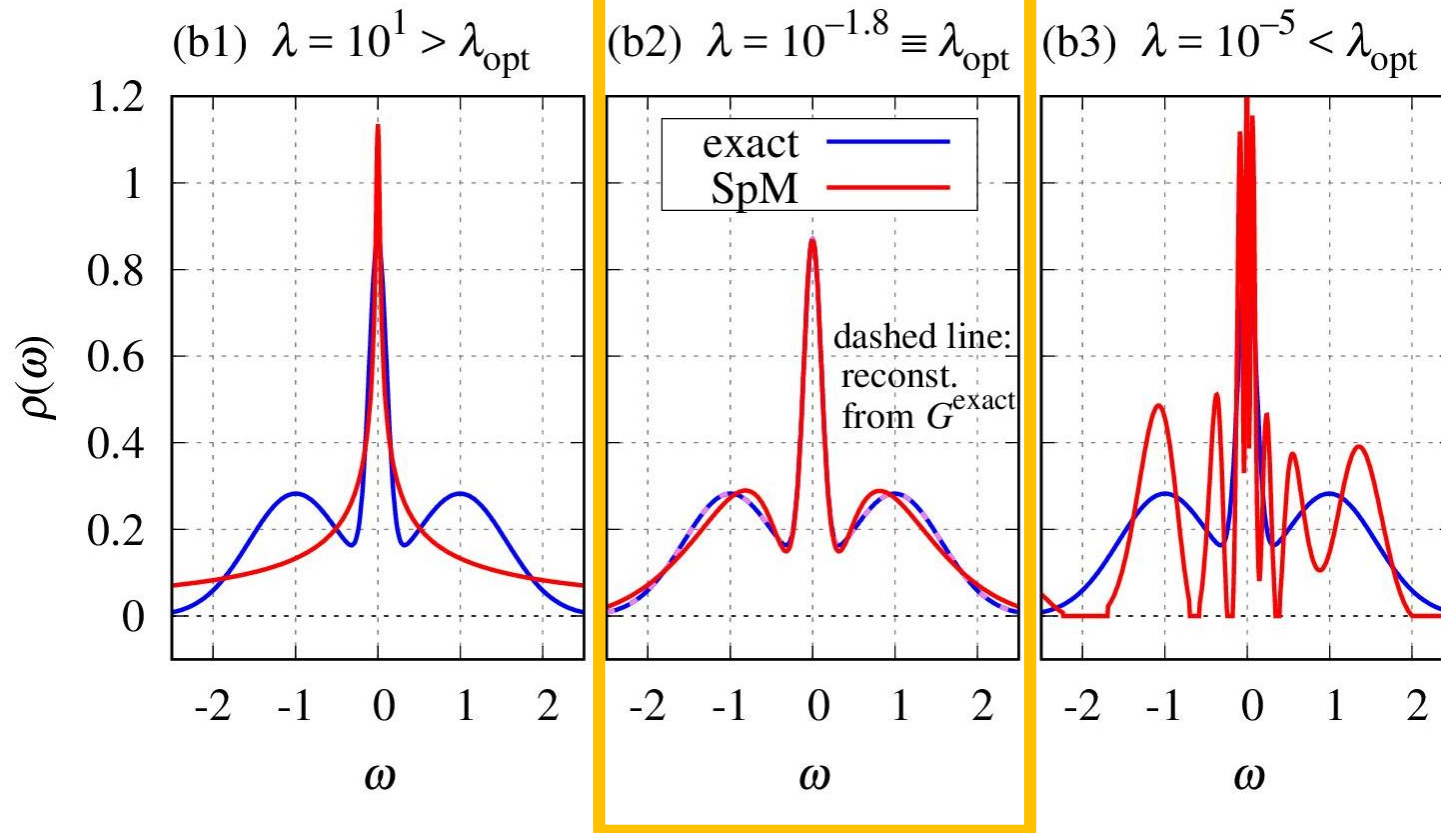 (b1) λ = 10¹ > λ_opt (b2) λ = 10⁻¹·⁸ ≡ λ_opt (b3) λ = 10⁻⁵ < λ_opt
1.2
1
0.8
0.6
0.4
0.2
0
ρ(ω)
exact
SpM
dashed line:
reconst.
from G^exact
-2 -1 0 1 2 -2 -1 0 1 2 -2 -1 0 1 2
ω ω ω